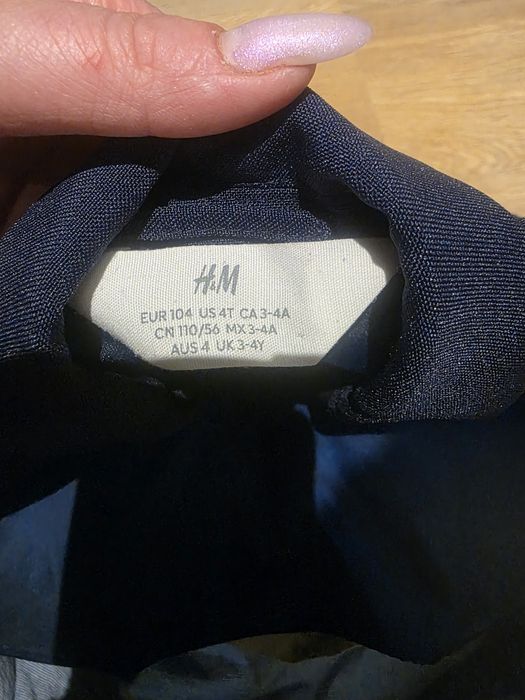 H&M
EUR 104 US 4T CA 3-4A
CN 110/56 MX 3-4A
AUS 4 UK 3-4Y